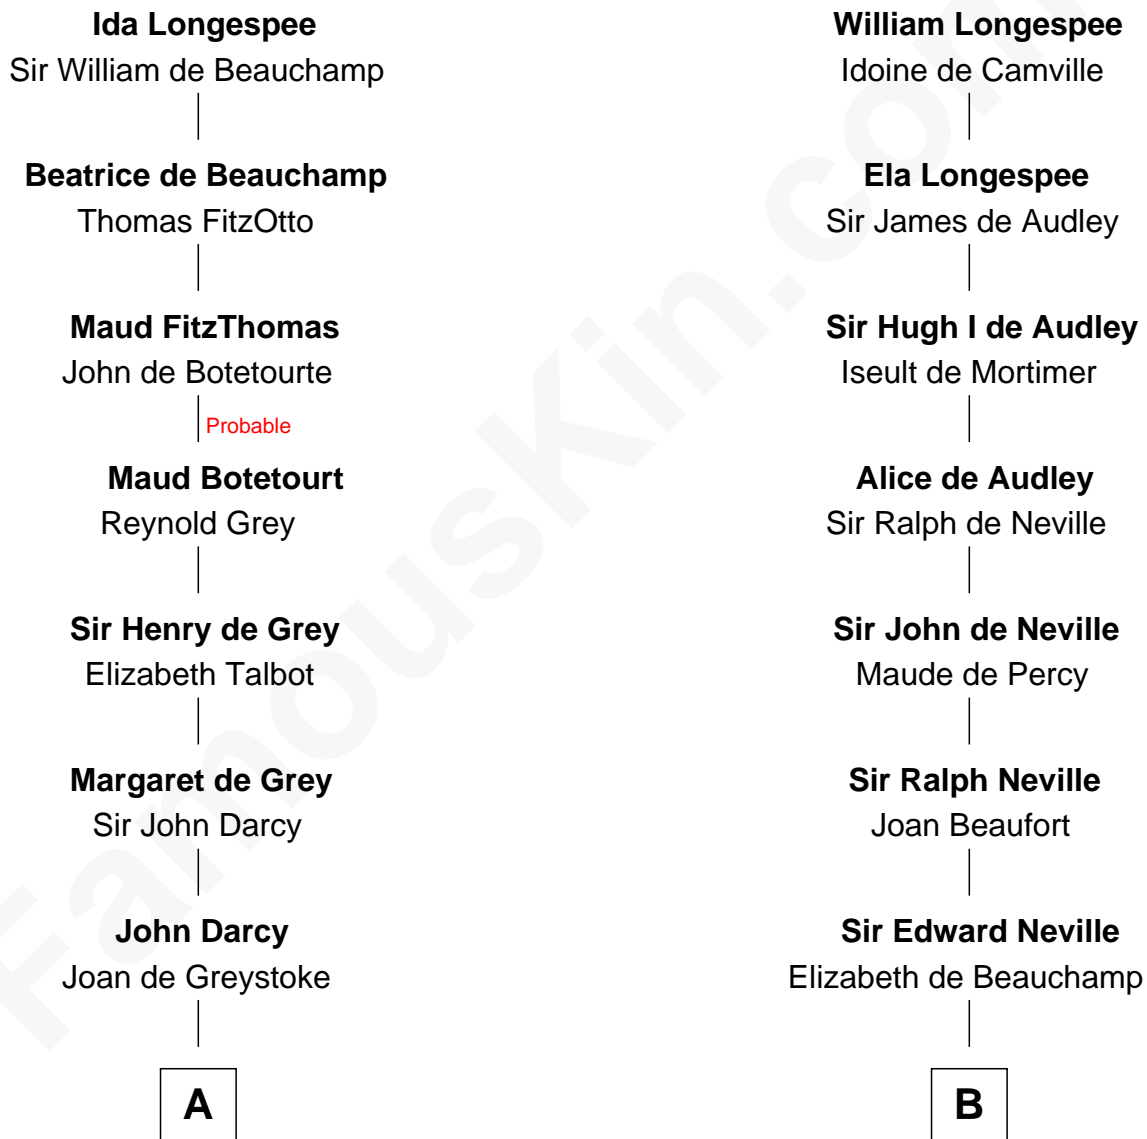 Ida Longespee
Sir William de Beauchamp
Beatrice de Beauchamp
Thomas FitzOtto
Maud FitzThomas
John de Botetourte
Probable
Maud Botetourt
Reynold Grey
Sir Henry de Grey
Elizabeth Talbot
Margaret de Grey
Sir John Darcy
John Darcy
Joan de Greystoke
A
William Longespee
Idoine de Camville
Ela Longespee
Sir James de Audley
Sir Hugh I de Audley
Iseult de Mortimer
Alice de Audley
Sir Ralph de Neville
Sir John de Neville
Maude de Percy
Sir Ralph Neville
Joan Beaufort
Sir Edward Neville
Elizabeth de Beauchamp
B
FamousKin.com